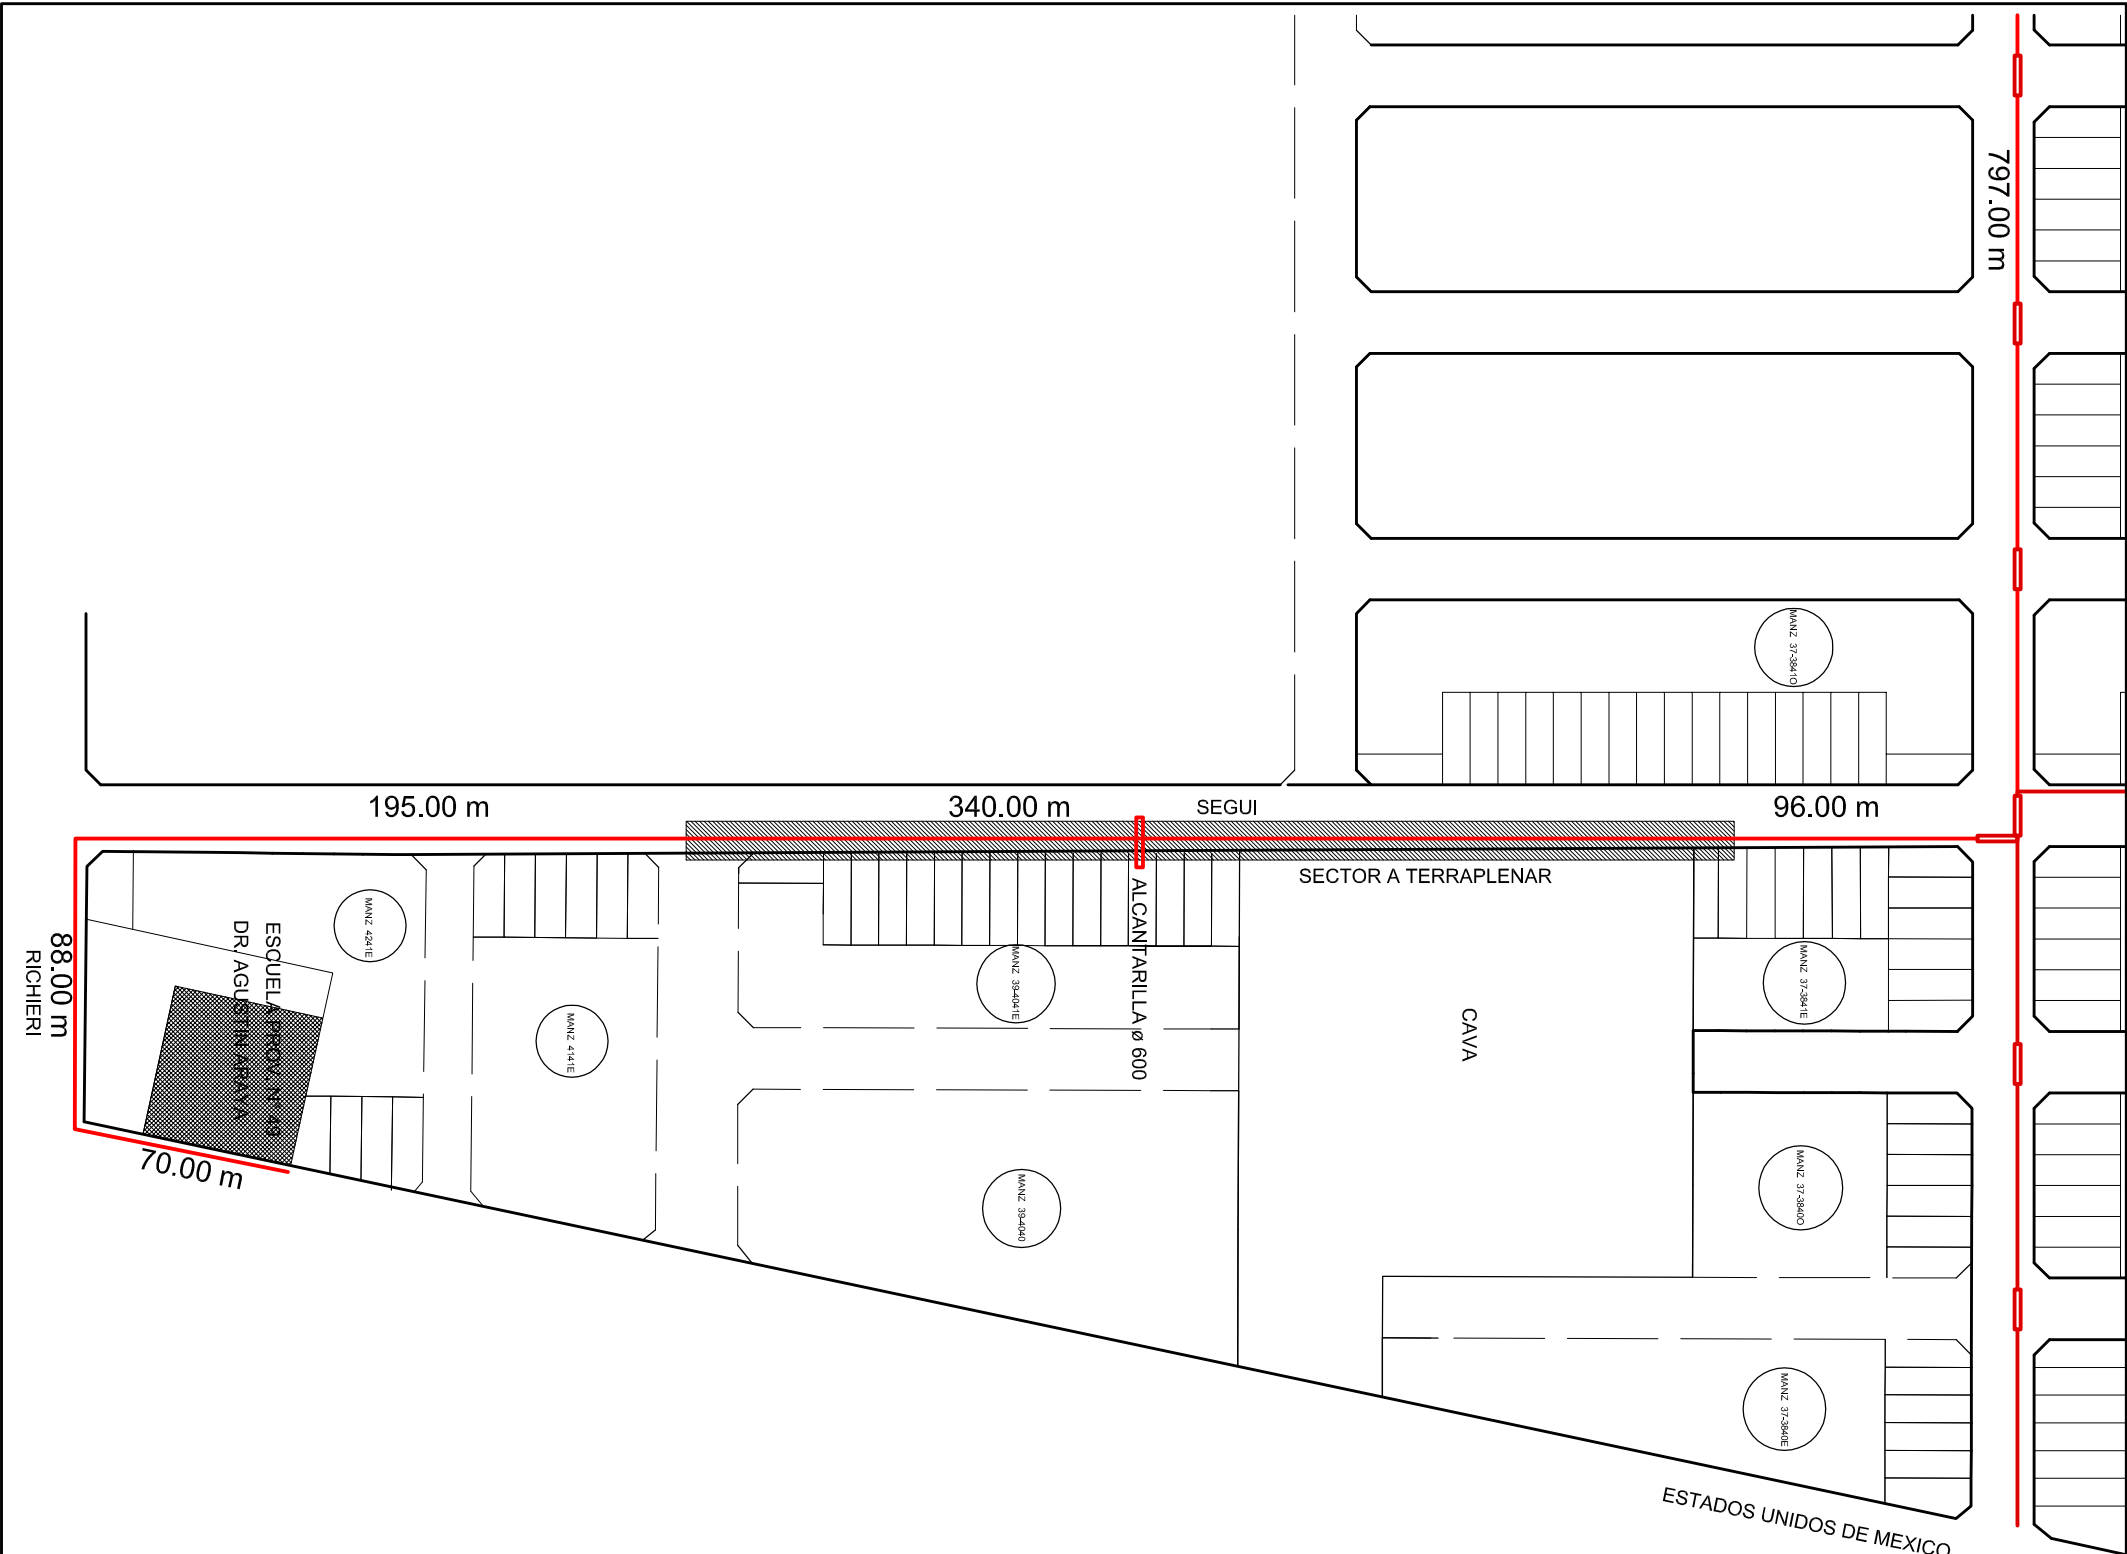 797.00 m
MANZ 37-3841O
195.00 m
340.00 m
SEGUI
96.00 m
SECTOR A TERRAPLENAR
ALCANTARILLA ø 600
CAVA
MANZ 4241E
ESCUELA PROV. Nº 49
DR. AGUSTIN ARAYA
88.00 m
RICHIERI
70.00 m
MANZ 4141E
MANZ 39-4041E
MANZ 39-4040
MANZ 37-3841E
MANZ 37-3840O
MANZ 37-3840E
ESTADOS UNIDOS DE MEXICO